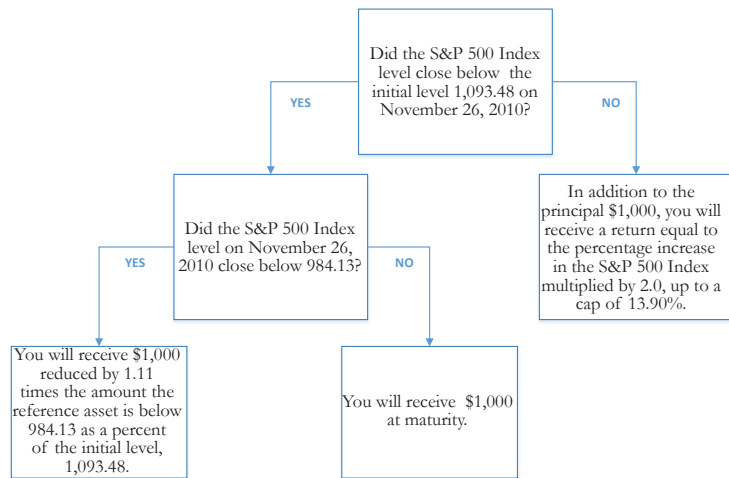 Did the S&P 500 Index
level close below the
initial level 1,093.48 on
November 26, 2010?
YES
NO
Did the S&P 500 Index
level on November 26,
2010 close below 984.13?
In addition to the
principal $1,000, you will
receive a return equal to
the percentage increase
in the S&P 500 Index
multiplied by 2.0, up to a
cap of 13.90%.
YES
NO
You will receive $1,000
reduced by 1.11
times the amount the
reference asset is below
984.13 as a percent
of the initial level,
1,093.48.
You will receive $1,000
at maturity.